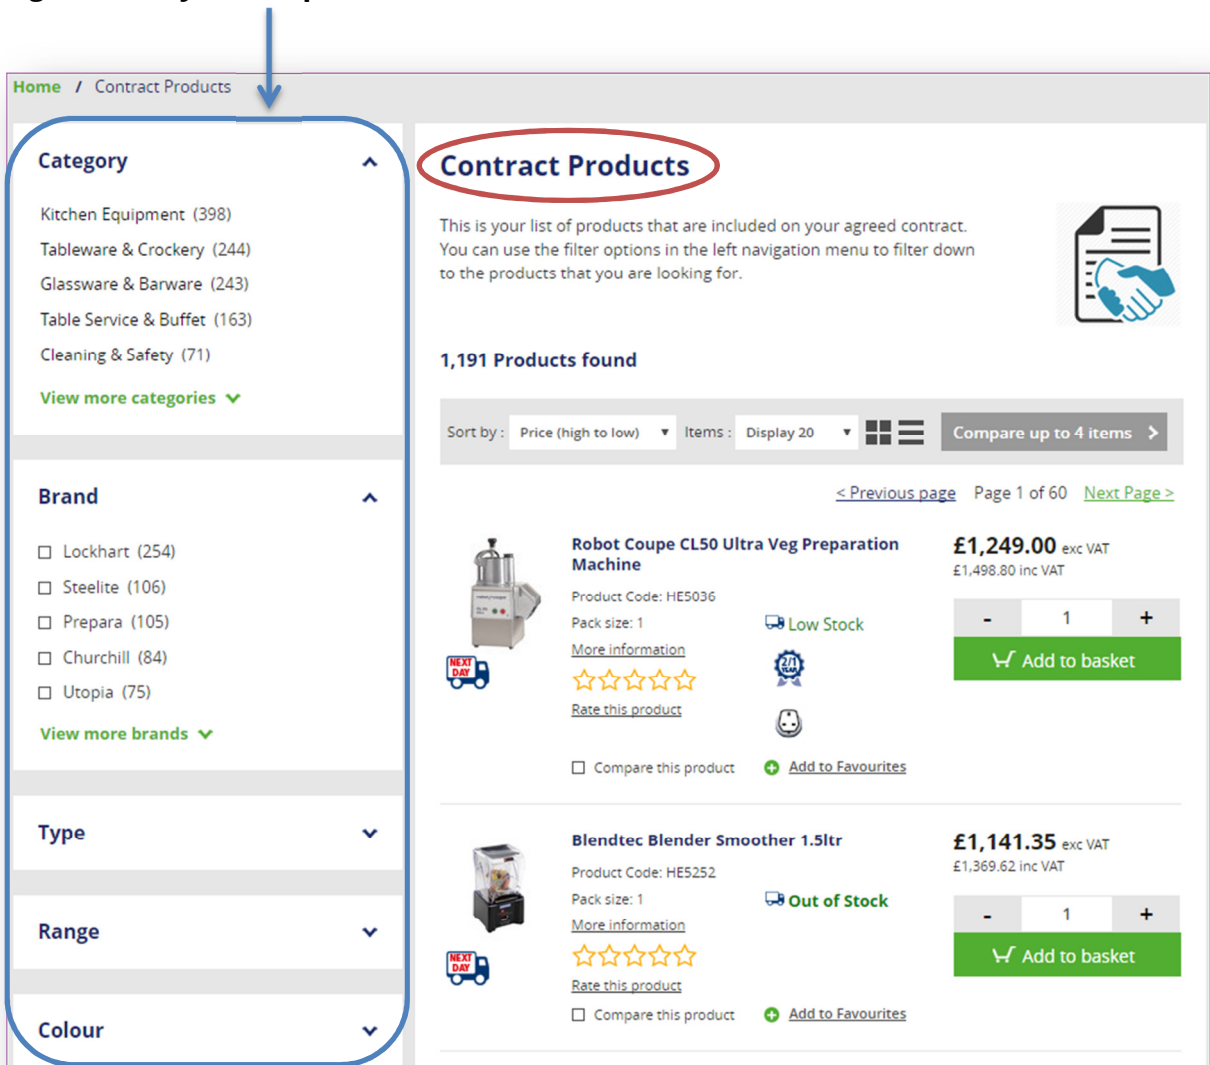 Home / Contract Products
Category
Kitchen Equipment (398)
Tableware & Crockery (244)
Glassware & Barware (243)
Table Service & Buffet (163)
Cleaning & Safety (71)
View more categories
Brand
Lockhart (254)
Steelite (106)
Prepara (105)
Churchill (84)
Utopia (75)
View more brands
Type
Range
Colour
Contract Products
This is your list of products that are included on your agreed contract.
You can use the filter options in the left navigation menu to filter down
to the products that you are looking for.
1,191 Products found
Sort by : Price (high to low) Items : Display 20 Compare up to 4 items >
< Previous page Page 1 of 60 Next Page >
Robot Coupe CL50 Ultra Veg Preparation
Machine
Product Code: HE5036
Pack size: 1
Low Stock
More information
2/1
YEAR
NEXT
DAY
Rate this product
Compare this product
Add to Favourites
£1,249.00 exc VAT
£1,498.80 inc VAT
- 1 +
Add to basket
Blendtec Blender Smoother 1.5ltr
Product Code: HE5252
Pack size: 1
Out of Stock
More information
NEXT
DAY
Rate this product
Compare this product
Add to Favourites
£1,141.35 exc VAT
£1,369.62 inc VAT
- 1 +
Add to basket